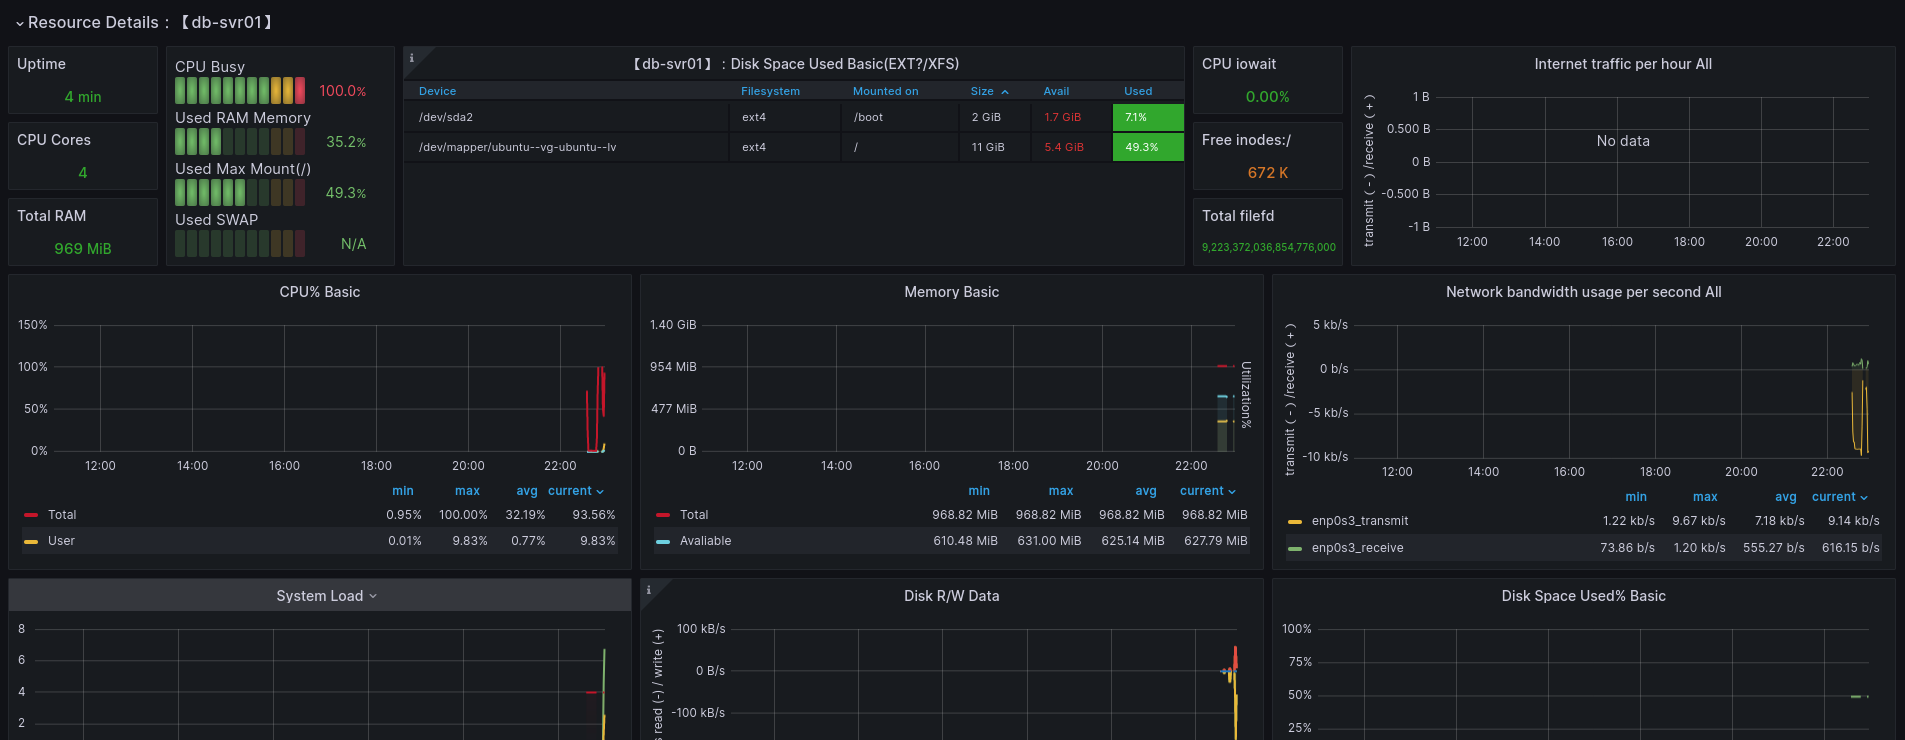 Resource Details：【db-svr01】
Uptime
4 min
CPU Cores
4
Total RAM
969 MiB
CPU Busy
100.0%
Used RAM Memory
35.2%
Used Max Mount(/)
49.3%
Used SWAP
N/A
【db-svr01】：Disk Space Used Basic(EXT?/XFS)
Device Filesystem Mounted on Size Avail Used
/dev/sda2 ext4 /boot 2 GiB 1.7 GiB 7.1%
/dev/mapper/ubuntu--vg-ubuntu--lv ext4 / 11 GiB 5.4 GiB 49.3%
CPU iowait
0.00%
Free inodes:/
672 K
Total filefd
9,223,372,036,854,776,000
Internet traffic per hour All
transmit（-）/receive（+）
1 B
0.500 B
0 B
-0.500 B
-1 B
No data
12:00 14:00 16:00 18:00 20:00 22:00
CPU% Basic
150%
100%
50%
0%
12:00 14:00 16:00 18:00 20:00 22:00
min max avg current
Total 0.95% 100.00% 32.19% 93.56%
User 0.01% 9.83% 0.77% 9.83%
Memory Basic
1.40 GiB
954 MiB
477 MiB
0 B
Utilization%
12:00 14:00 16:00 18:00 20:00 22:00
min max avg current
Total 968.82 MiB 968.82 MiB 968.82 MiB 968.82 MiB
Avaliable 610.48 MiB 631.00 MiB 625.14 MiB 627.79 MiB
Network bandwidth usage per second All
transmit（-）/receive（+）
5 kb/s
0 b/s
-5 kb/s
-10 kb/s
12:00 14:00 16:00 18:00 20:00 22:00
min max avg current
enp0s3_transmit 1.22 kb/s 9.67 kb/s 7.18 kb/s 9.14 kb/s
enp0s3_receive 73.86 b/s 1.20 kb/s 555.27 b/s 616.15 b/s
System Load
8
6
4
2
Disk R/W Data
s read (-) / write (+)
100 kB/s
0 B/s
-100 kB/s
Disk Space Used% Basic
100%
75%
50%
25%